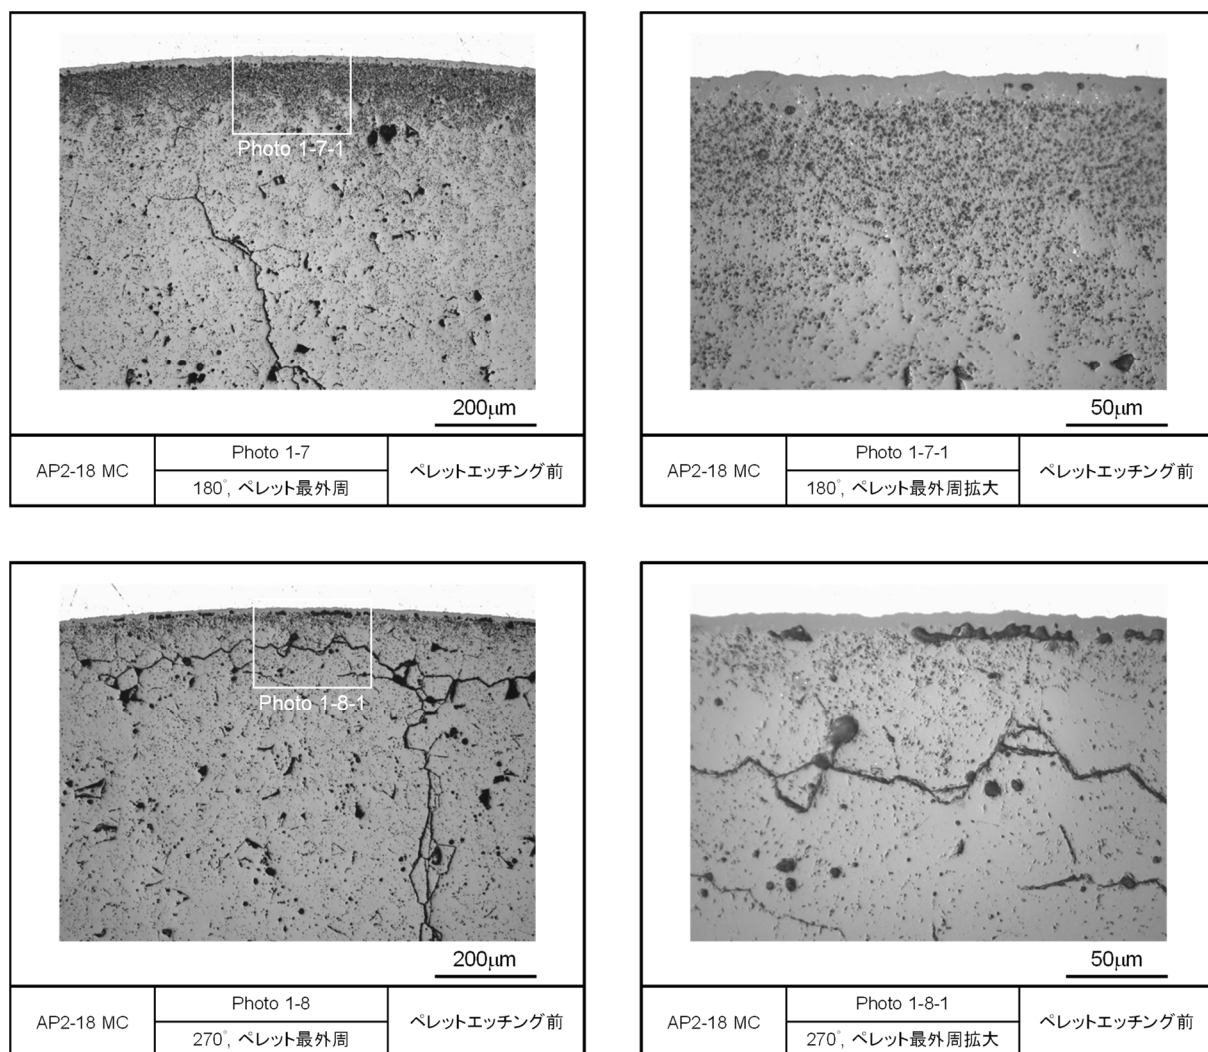 Photo 1-7-1
200μm
AP2-18 MC
Photo 1-7
180°, ペレット最外周
ペレットエッチング前
50μm
AP2-18 MC
Photo 1-7-1
180°, ペレット最外周拡大
ペレットエッチング前
Photo 1-8-1
200μm
AP2-18 MC
Photo 1-8
270°, ペレット最外周
ペレットエッチング前
50μm
AP2-18 MC
Photo 1-8-1
270°, ペレット最外周拡大
ペレットエッチング前